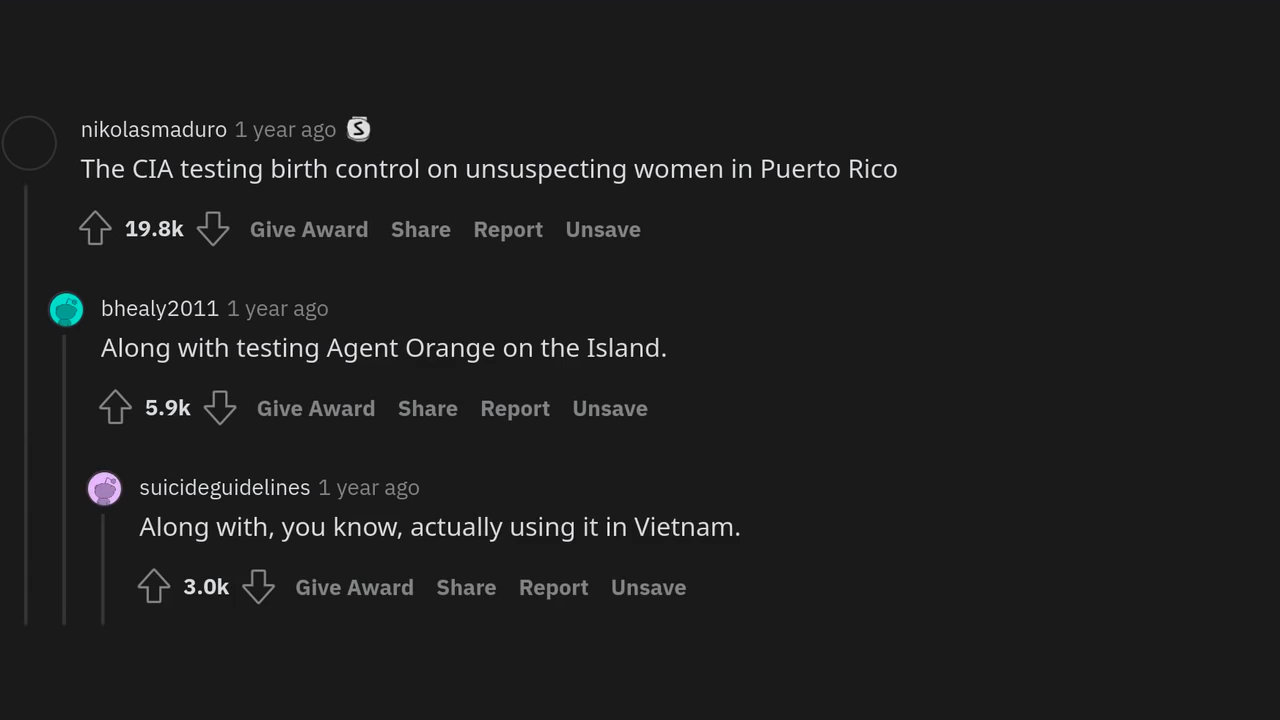 nikolasmaduro 1 year ago
The CIA testing birth control on unsuspecting women in Puerto Rico
19.8k Give Award Share Report Unsave
bhealy2011 1 year ago
Along with testing Agent Orange on the Island.
5.9k Give Award Share Report Unsave
suicideguidelines 1 year ago
Along with, you know, actually using it in Vietnam.
3.0k Give Award Share Report Unsave